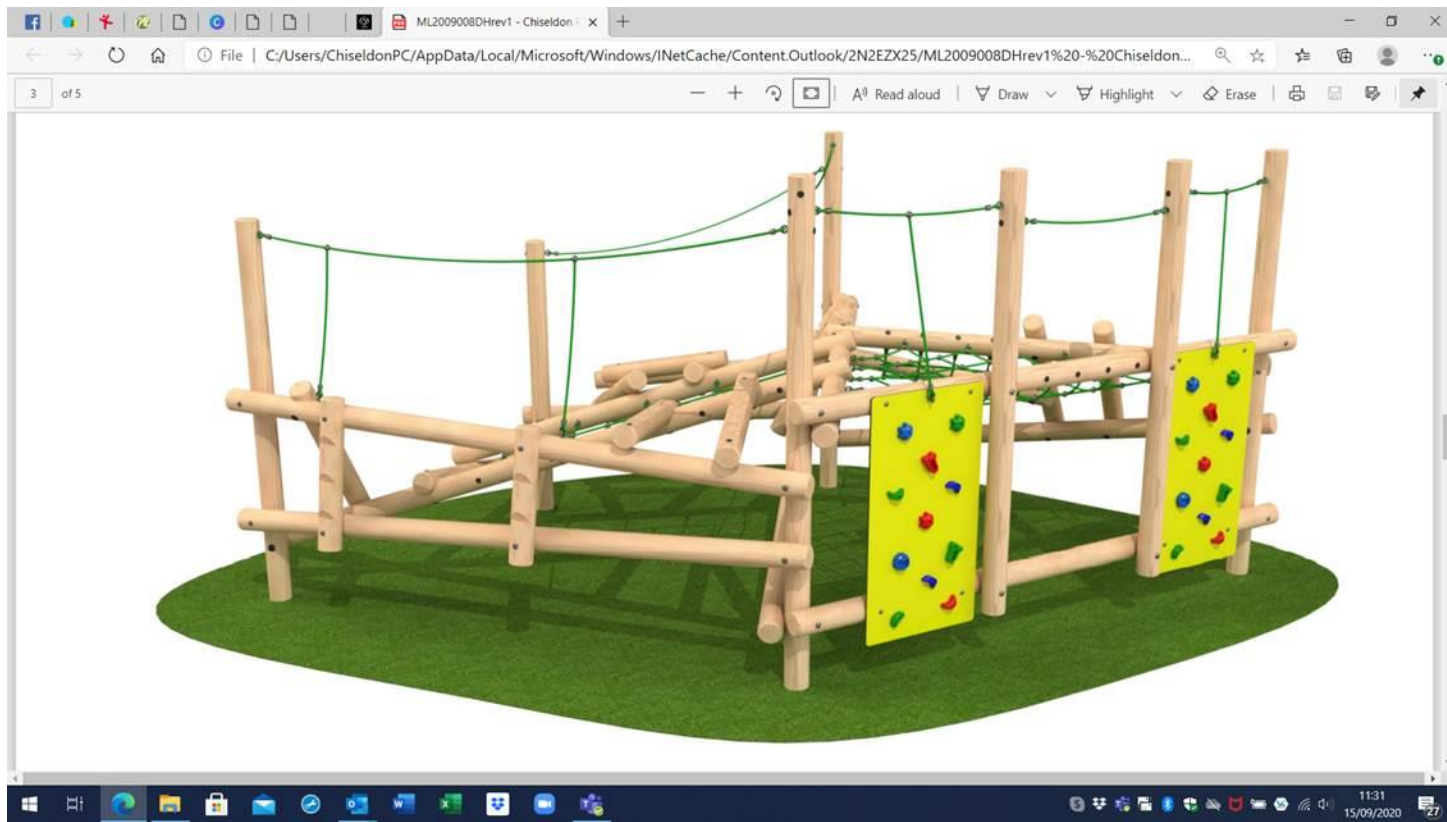 ML2009008DHrev1 - Chiseldon
File | C:/Users/ChiseldonPC/AppData/Local/Microsoft/Windows/INetCache/Content.Outlook/2N2EZX25/ML2009008DHrev1%20-%20Chiseldon...
3 of 5
Read aloud Draw Highlight Erase
11:31
15/09/2020
27